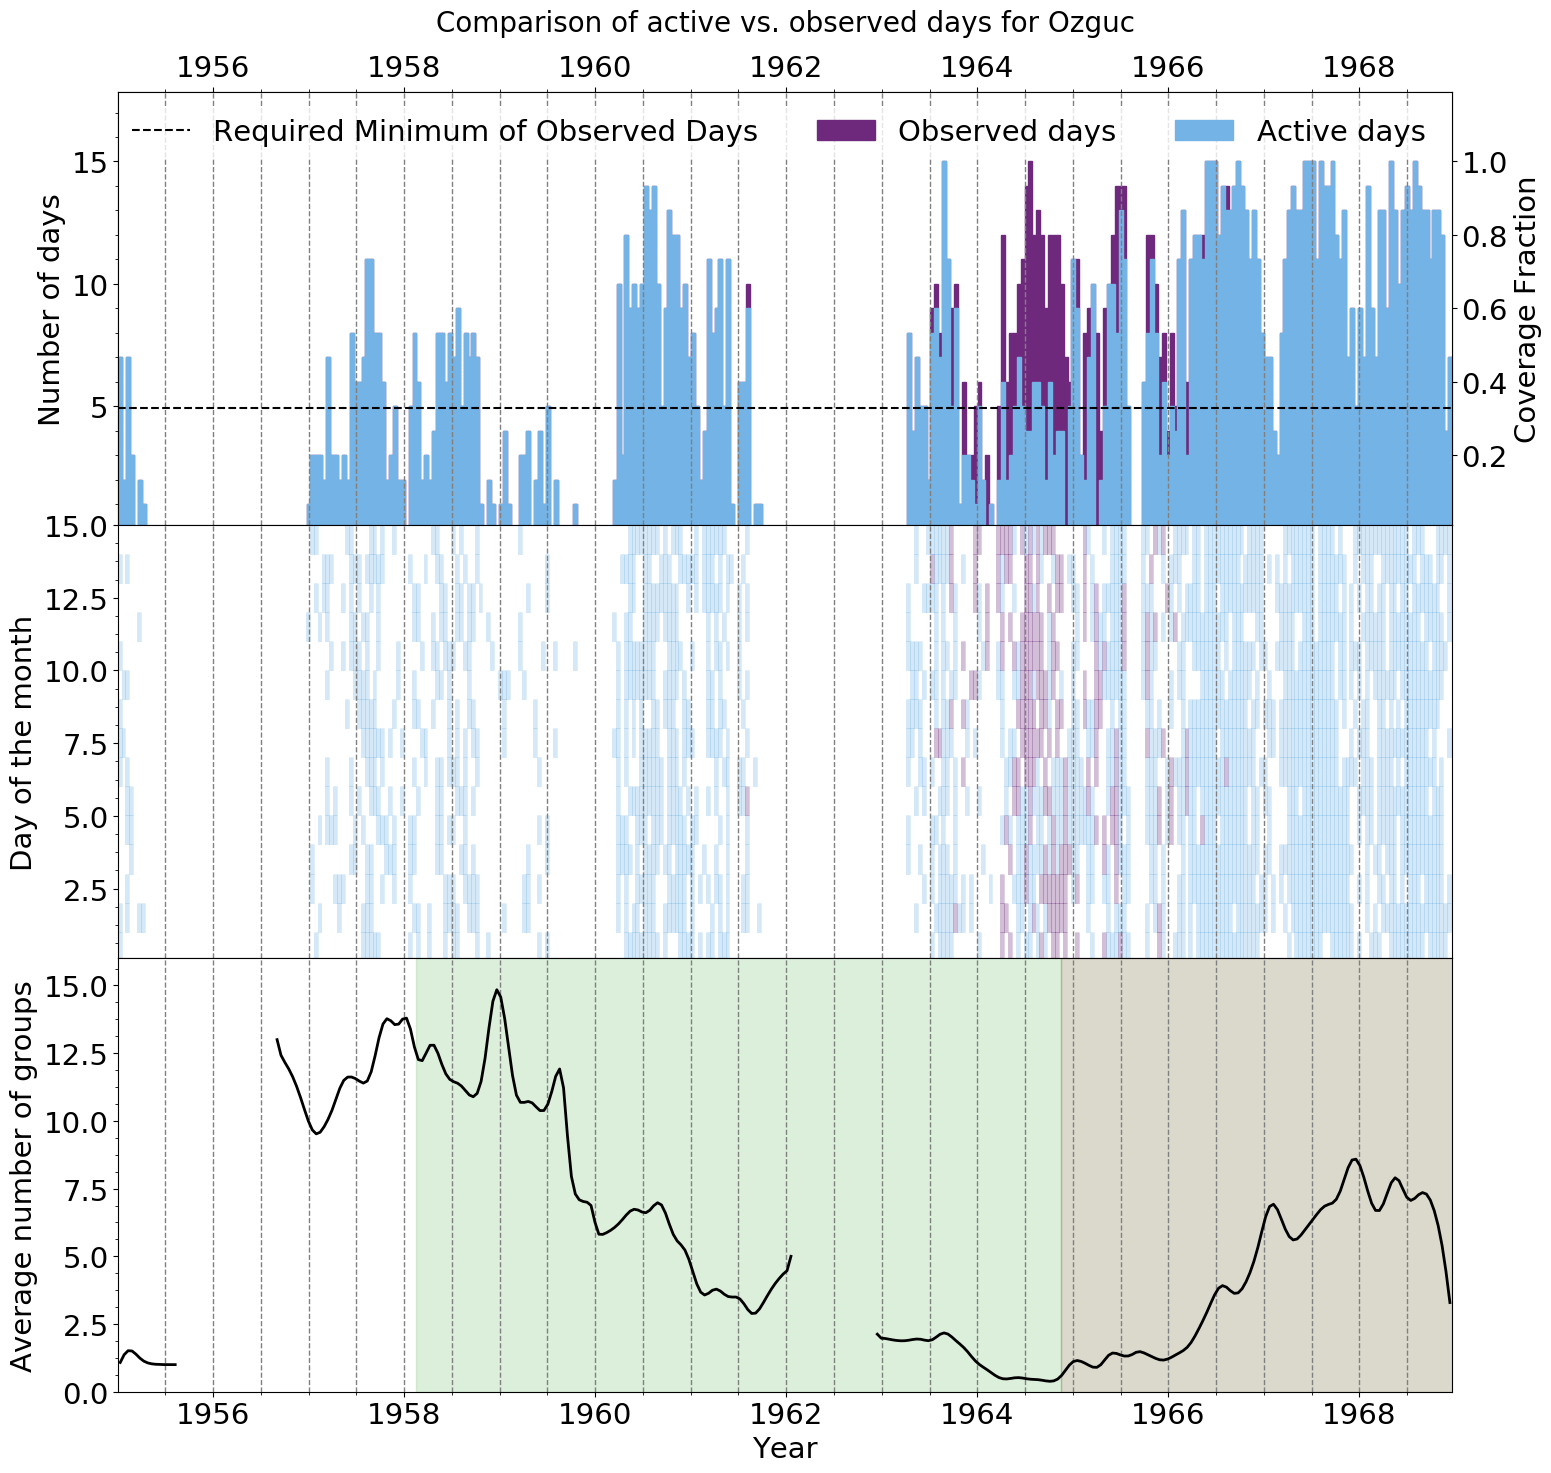 Comparison of active vs. observed days for Ozguc
1956 1958 1960 1962 1964 1966 1968
Required Minimum of Observed Days Observed days Active days
Number of days
15
10
5
Coverage Fraction
1.0
0.8
0.6
0.4
0.2
Day of the month
15.0
12.5
10.0
7.5
5.0
2.5
Average number of groups
15.0
12.5
10.0
7.5
5.0
2.5
0.0
1956 1958 1960 1962 1964 1966 1968
Year